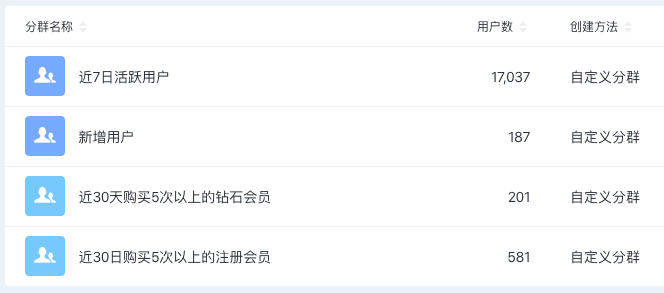 分群名称 用户数 创建方法
近7日活跃用户 17,037 自定义分群
新增用户 187 自定义分群
近30天购买5次以上的钻石会员 201 自定义分群
近30日购买5次以上的注册会员 581 自定义分群